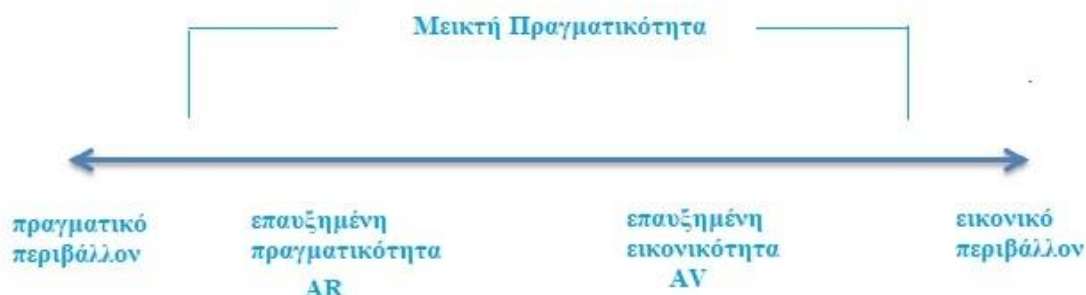 Μεικτή Πραγματικότητα
πραγματικό
περιβάλλον
επαυξημένη
πραγματικότητα
AR
επαυξημένη
εικονικότητα
AV
εικονικό
περιβάλλον